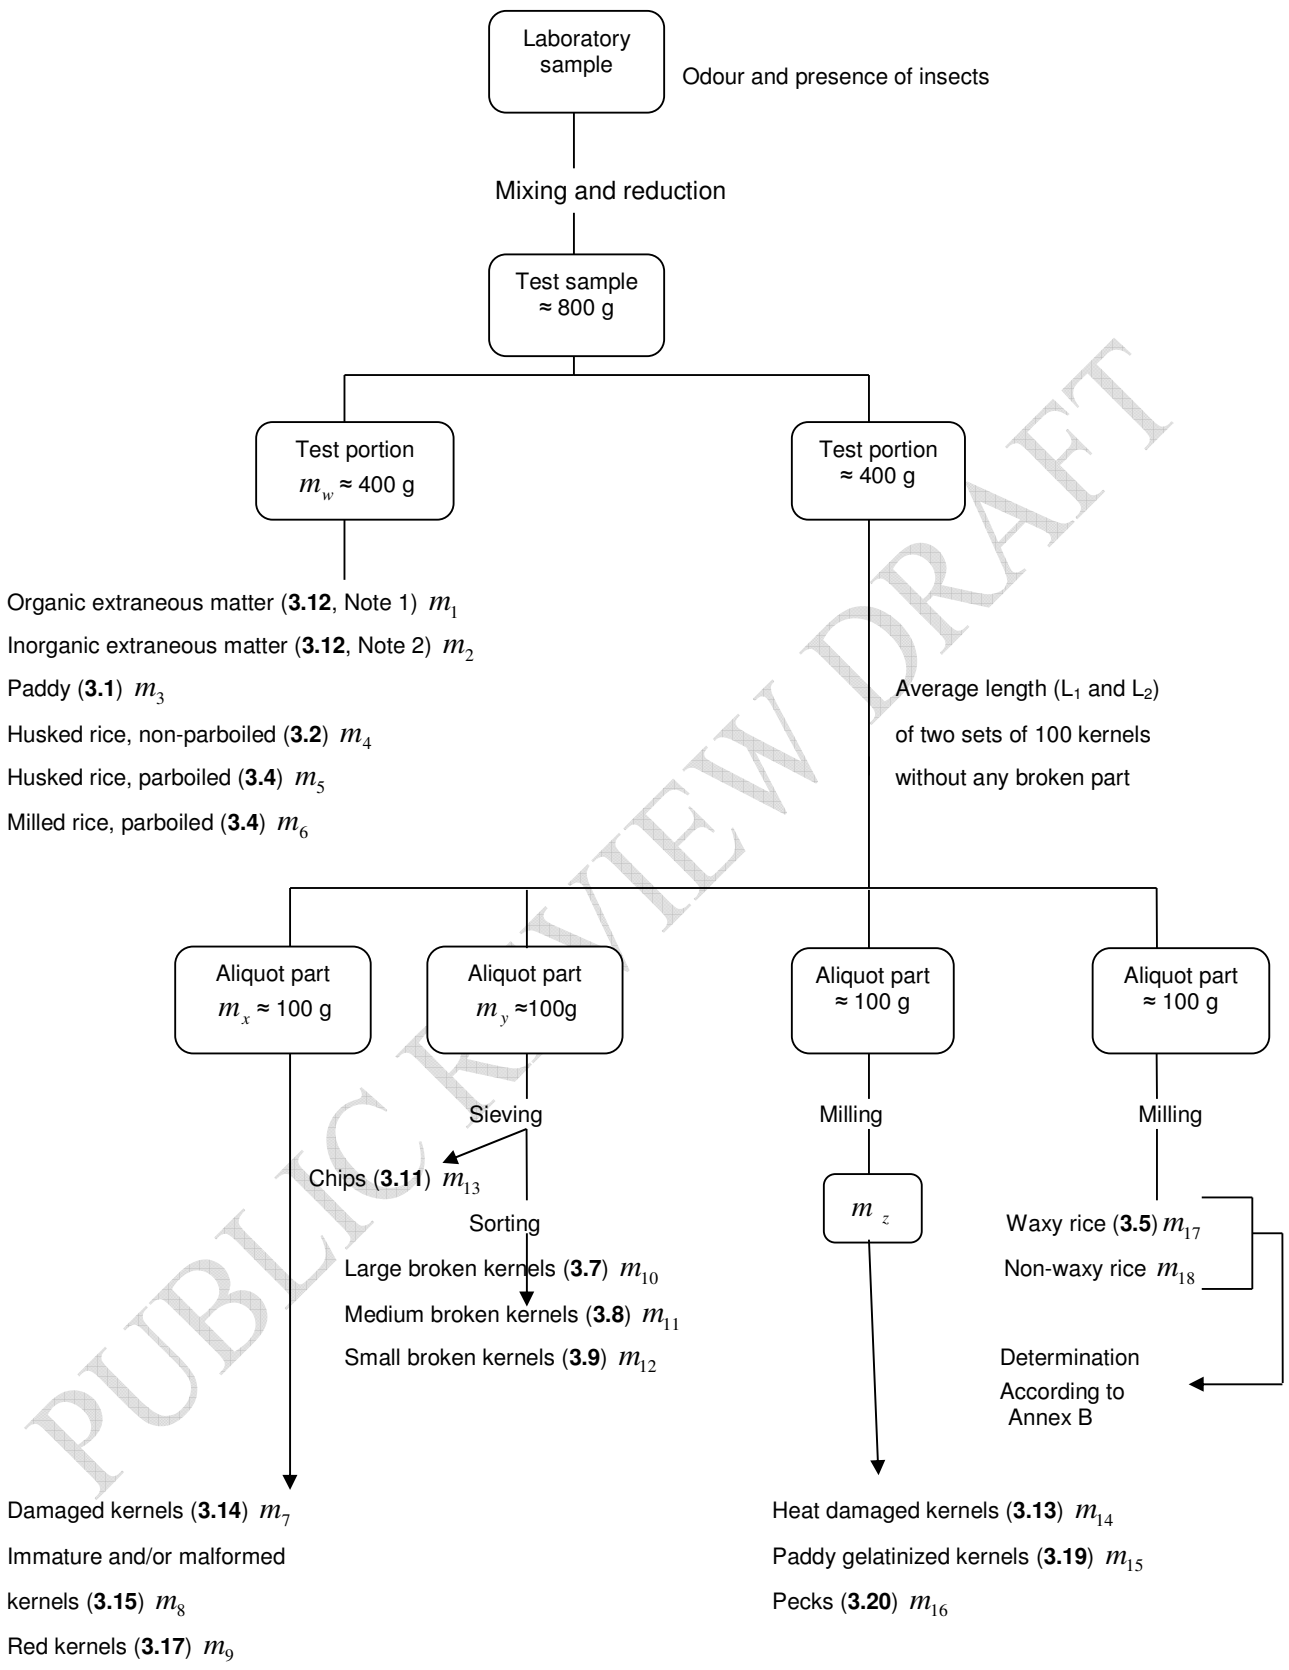 Laboratory
sample
Odour and presence of insects
Mixing and reduction
Test sample
≈ 800 g
Test portion
m_w ≈ 400 g
Test portion
≈ 400 g
Organic extraneous matter (3.12, Note 1) m_1
Inorganic extraneous matter (3.12, Note 2) m_2
Paddy (3.1) m_3
Husked rice, non-parboiled (3.2) m_4
Husked rice, parboiled (3.4) m_5
Milled rice, parboiled (3.4) m_6
Average length (L_1 and L_2)
of two sets of 100 kernels
without any broken part
Aliquot part
m_x ≈ 100 g
Aliquot part
m_y ≈100g
Aliquot part
≈ 100 g
Aliquot part
≈ 100 g
Sieving
Chips (3.11) m_13
Sorting
Large broken kernels (3.7) m_10
Medium broken kernels (3.8) m_11
Small broken kernels (3.9) m_12
Milling
m_z
Milling
Waxy rice (3.5) m_17
Non-waxy rice m_18
Determination
According to
Annex B
Damaged kernels (3.14) m_7
Immature and/or malformed
kernels (3.15) m_8
Red kernels (3.17) m_9
Heat damaged kernels (3.13) m_14
Paddy gelatinized kernels (3.19) m_15
Pecks (3.20) m_16
PUBLIC REVIEW DRAFT